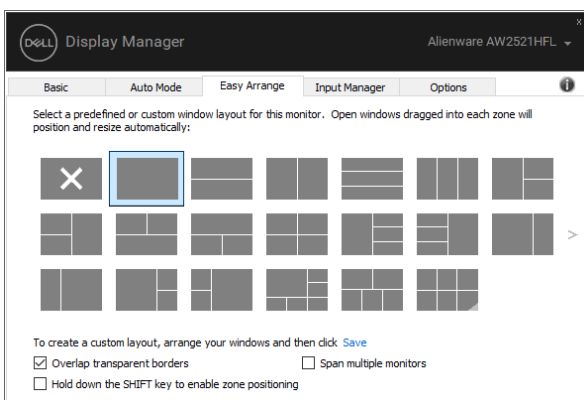 DELL Display Manager
Alienware AW2521HFL
Basic Auto Mode Easy Arrange Input Manager Options
Select a predefined or custom window layout for this monitor. Open windows dragged into each zone will
position and resize automatically:
To create a custom layout, arrange your windows and then click Save
Overlap transparent borders
Span multiple monitors
Hold down the SHIFT key to enable zone positioning